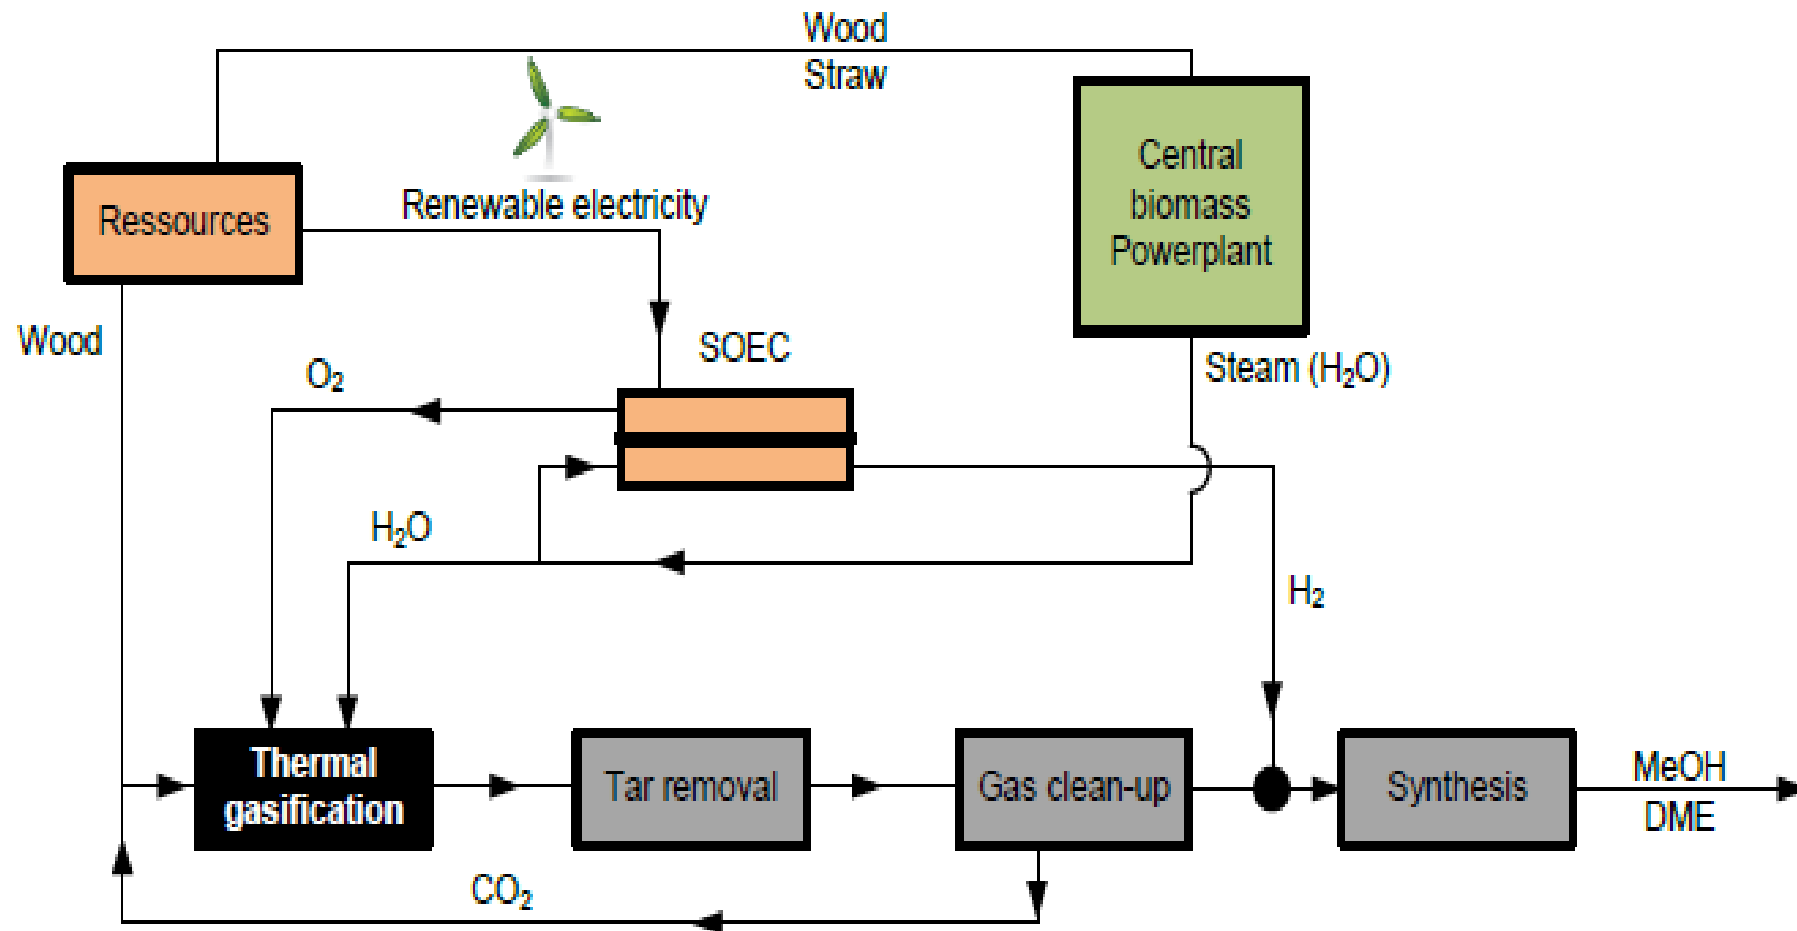 Wood
Straw
Central
biomass
Powerplant
Ressources
Renewable electricity
Wood
SOEC
O₂
Steam (H₂O)
H₂O
H₂
Thermal
gasification
Tar removal
Gas clean-up
Synthesis
MeOH
DME
CO₂